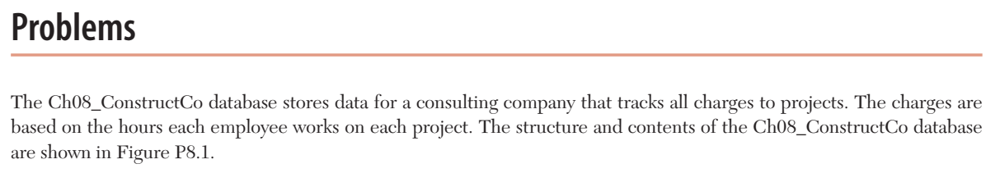 Problems
The Ch08_ConstructCo database stores data for a consulting company that tracks all charges to projects. The charges are
based on the hours each employee works on each project. The structure and contents of the Ch08_ConstructCo database
are shown in Figure P8.1.